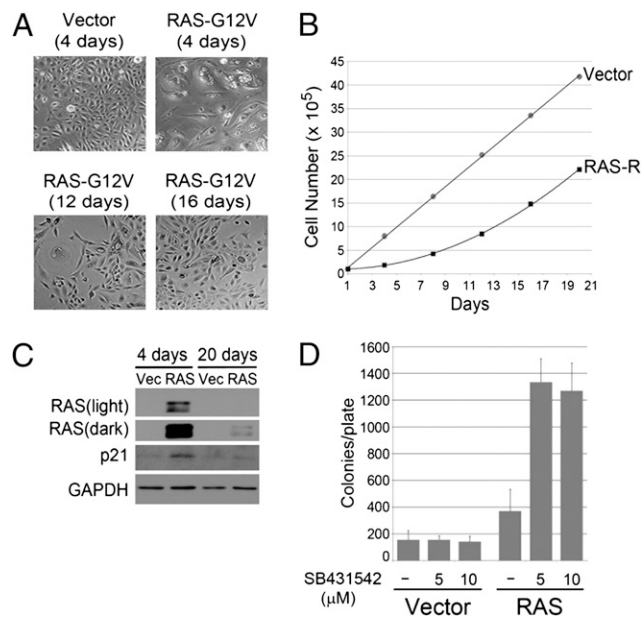 A
Vector
(4 days)
RAS-G12V
(4 days)
RAS-G12V
(12 days)
RAS-G12V
(16 days)
B
Cell Number (x 10⁵)
45
40
35
30
25
20
15
10
5
0
1 3 5 7 9 11 13 15 17 19 21
Days
Vector
RAS-R
C
4 days 20 days
Vec RAS Vec RAS
RAS(light)
RAS(dark)
p21
GAPDH
D
Colonies/plate
1600
1400
1200
1000
800
600
400
200
0
SB431542 – 5 10 – 5 10
(μM)
Vector RAS